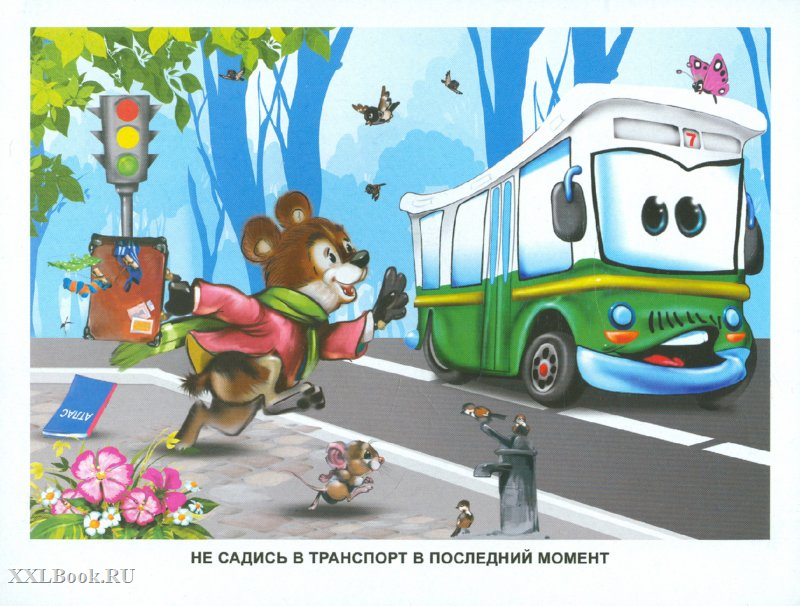 7
АТЛАС
НЕ САДИСЬ В ТРАНСПОРТ В ПОСЛЕДНИЙ МОМЕНТ
XXLBook.RU